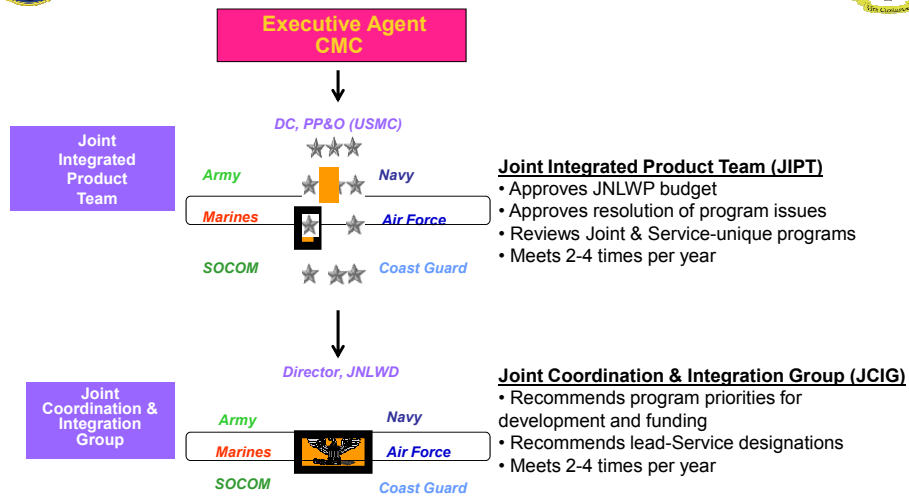 Executive Agent
CMC
DC, PP&O (USMC)
Joint
Integrated
Product
Team
Army
Navy
Marines
Air Force
SOCOM
Coast Guard
Joint Integrated Product Team (JIPT)
• Approves JNLWP budget
• Approves resolution of program issues
• Reviews Joint & Service-unique programs
• Meets 2-4 times per year
Director, JNLWD
Joint
Coordination &
Integration
Group
Army
Navy
Marines
Air Force
SOCOM
Coast Guard
Joint Coordination & Integration Group (JCIG)
• Recommends program priorities for
development and funding
• Recommends lead-Service designations
• Meets 2-4 times per year